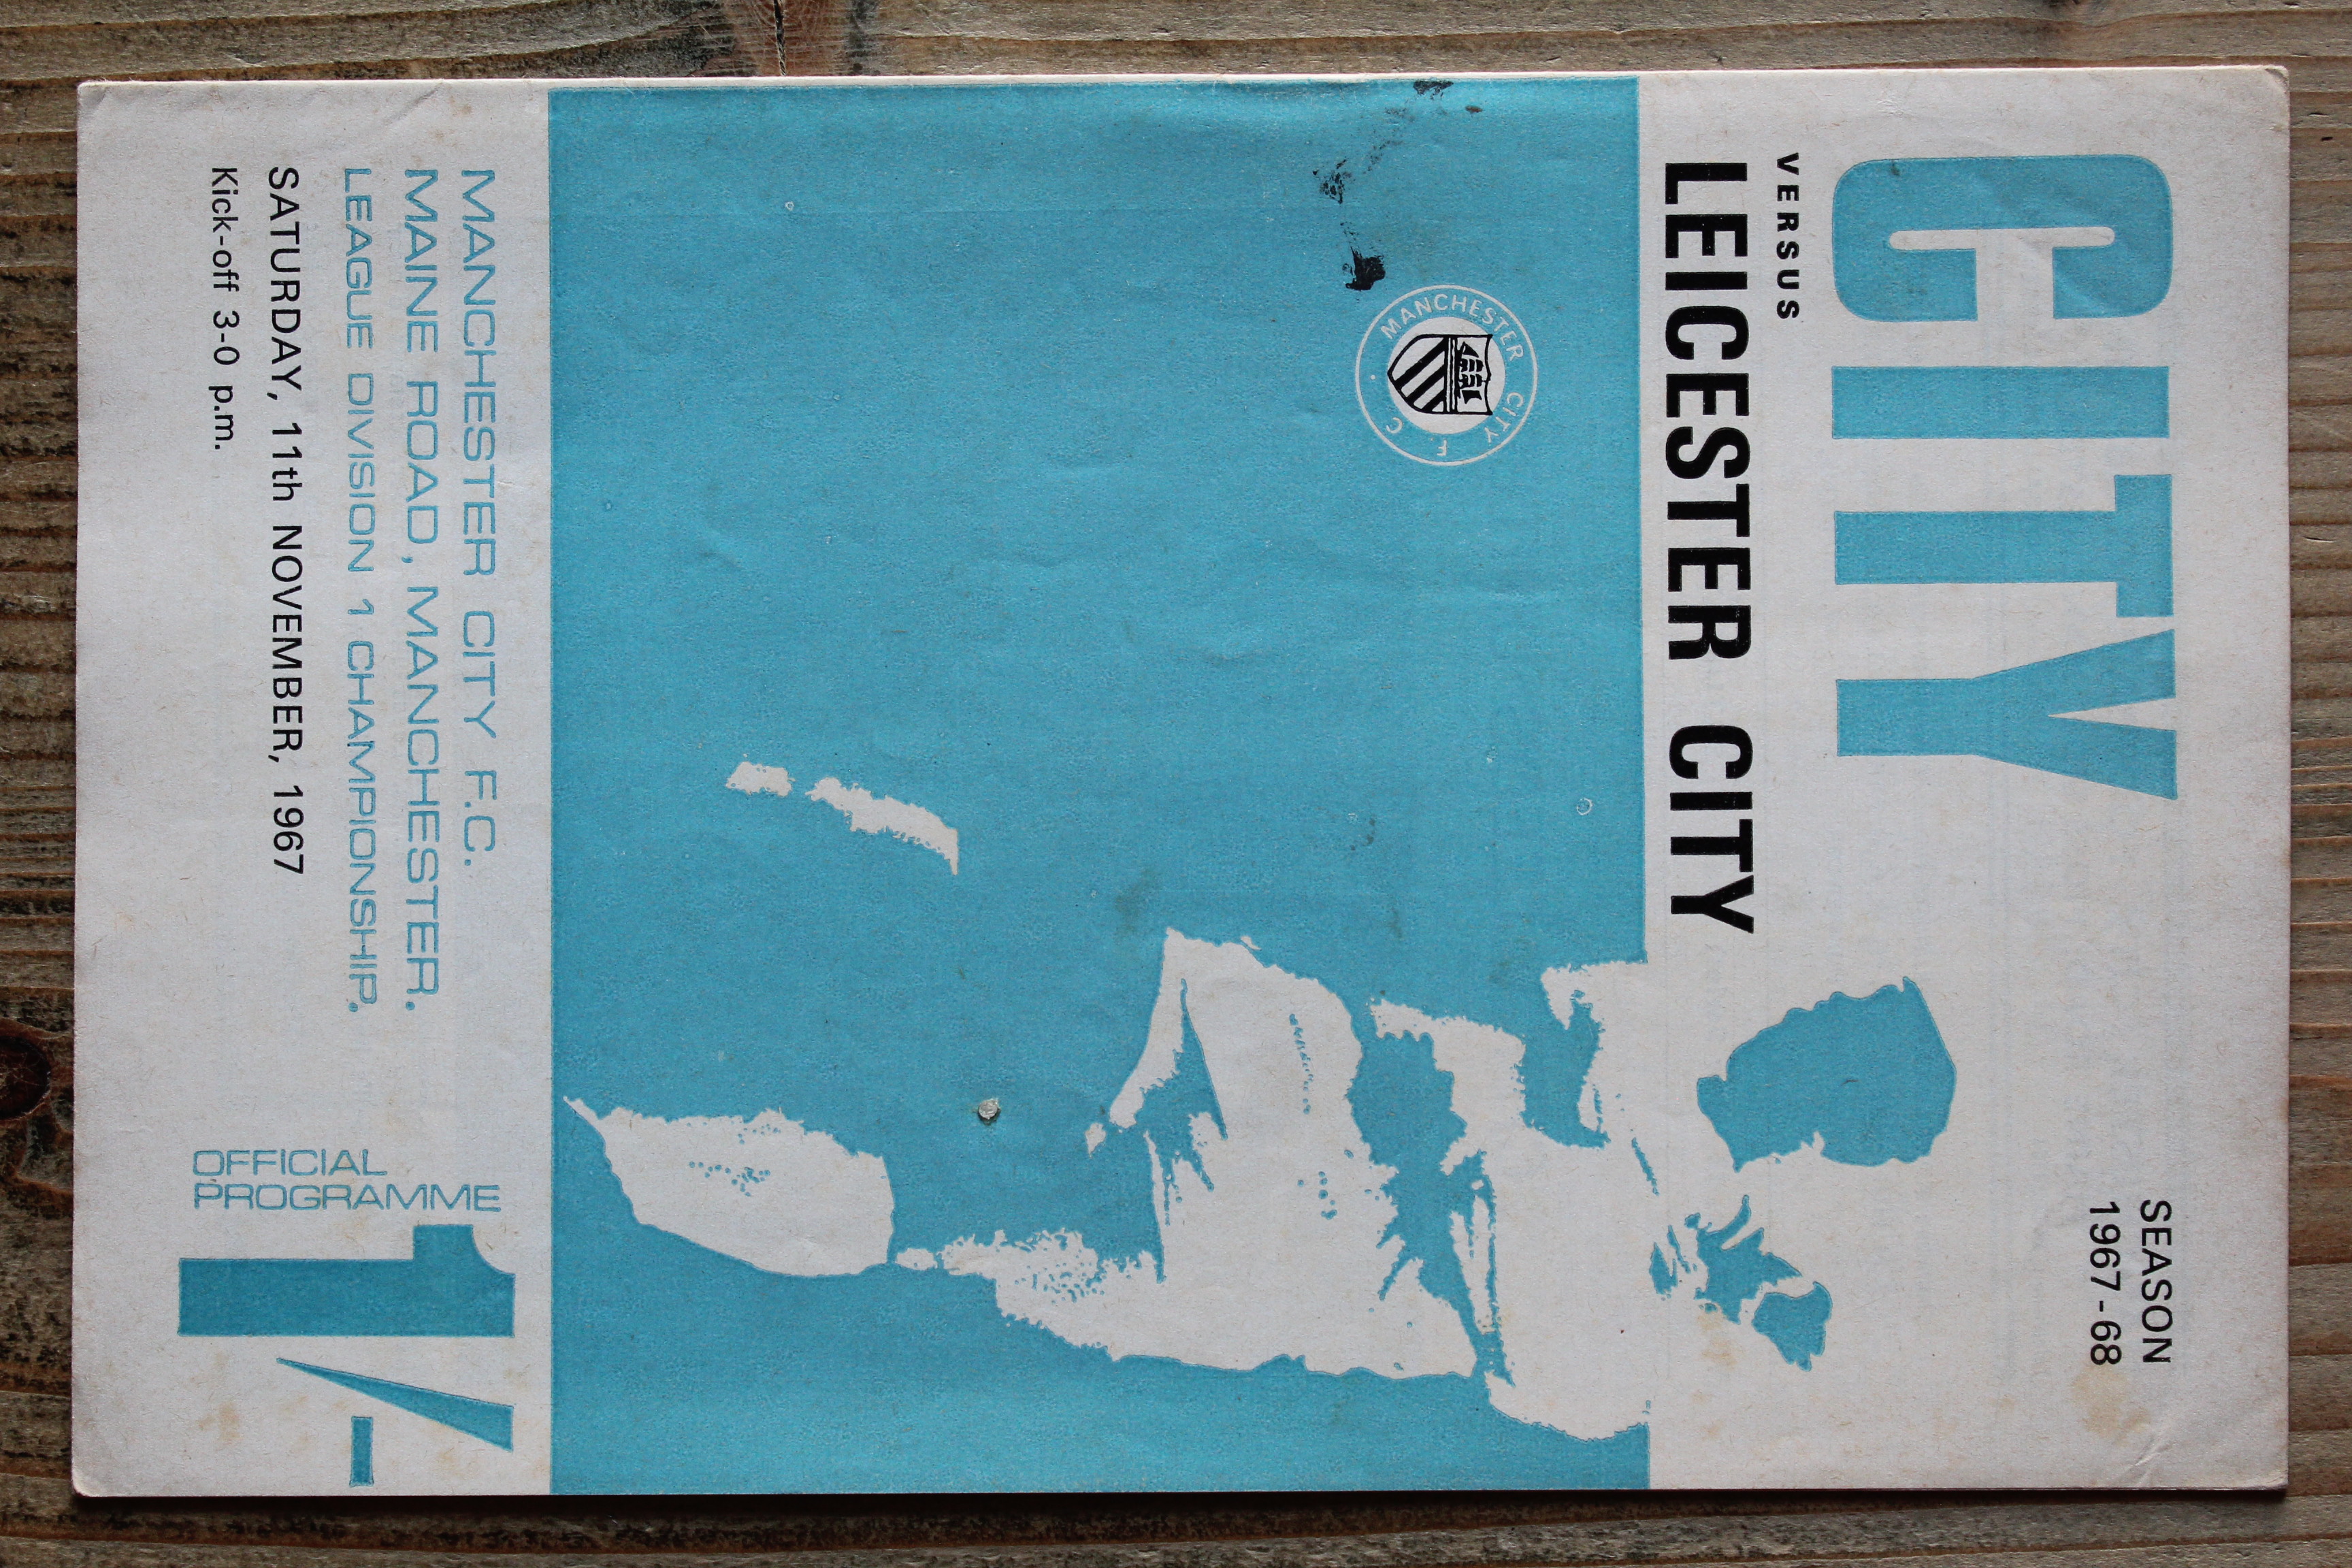 CITY
SEASON
1967-68
VERSUS
LEICESTER CITY
MANCHESTER CITY F. C.
MANCHESTER CITY F.C.
MAINE ROAD, MANCHESTER.
LEAGUE DIVISION 1 CHAMPIONSHIP.
SATURDAY, 11th NOVEMBER, 1967
Kick-off 3-0 p.m.
OFFICIAL
PROGRAMME
1/-